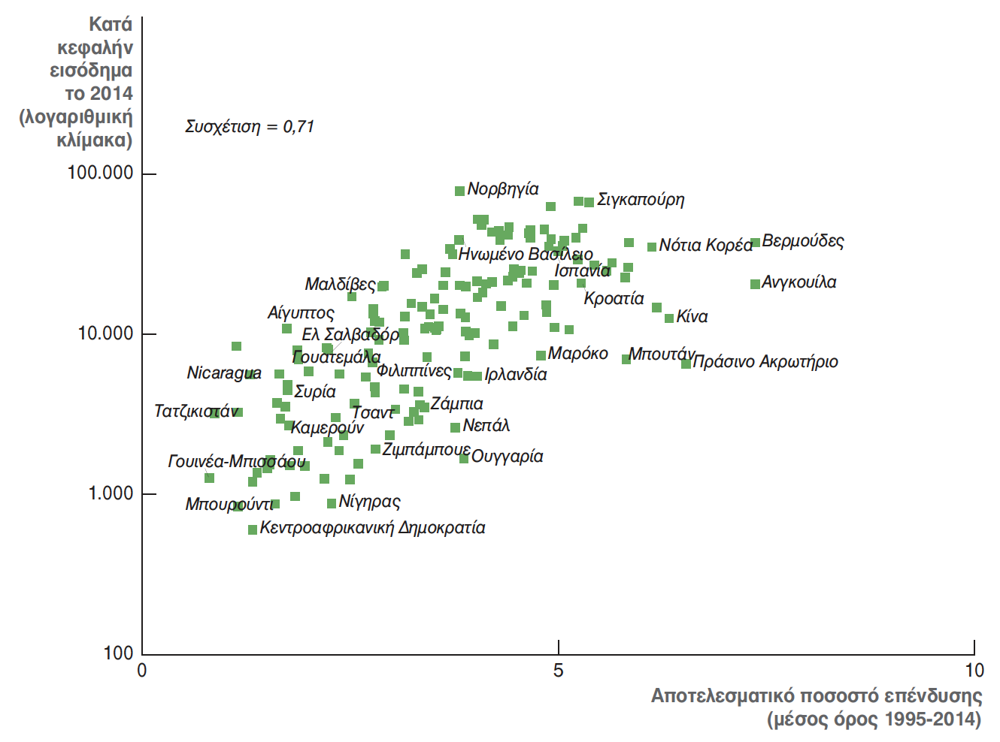 Κατά
κεφαλήν
εισόδημα
το 2014
(λογαριθμική
κλίμακα)
Συσχέτιση = 0,71
100.000
Νορβηγία
Σιγκαπούρη
Νότια Κορέα
Βερμούδες
Ηνωμένο Βασίλειο
Ισπανία
Μαλδίβες
Ανγκουίλα
Κροατία
Αίγυπτος
Κίνα
10.000
Ελ Σαλβαδόρ
Γουατεμάλα
Μαρόκο
Μπουτάν
Πράσινο Ακρωτήριο
Nicaragua
Φιλιππίνες
Ιρλανδία
Συρία
Τατζικιστάν
Τσαντ
Ζάμπια
Καμερούν
Νεπάλ
Ζιμπάμπουε
Ουγγαρία
Γουινέα-Μπισσάου
1.000
Μπουρούντι
Νίγηρας
Κεντροαφρικανική Δημοκρατία
100
0
5
10
Αποτελεσματικό ποσοστό επένδυσης
(μέσος όρος 1995-2014)